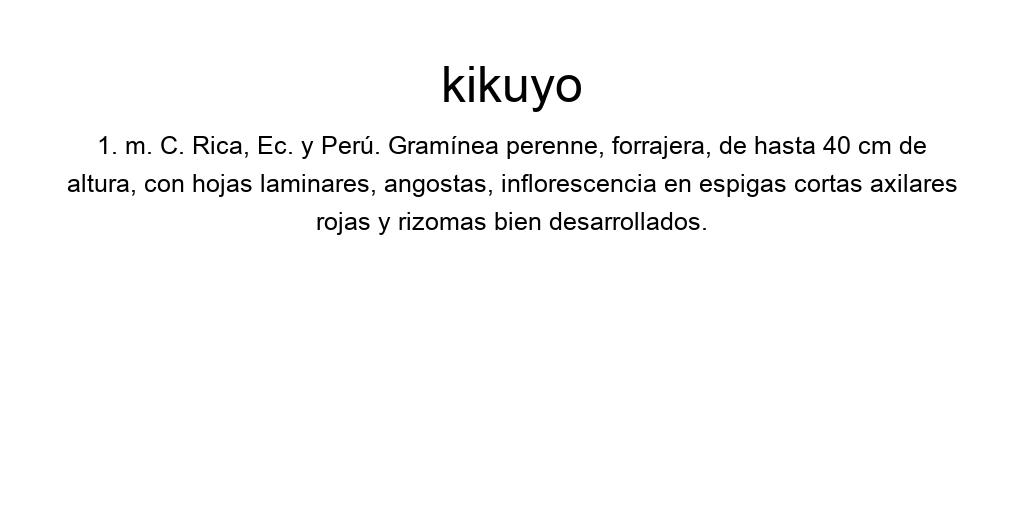 kikuyo
1. m. C. Rica, Ec. y Perú. Gramínea perenne, forrajera, de hasta 40 cm de
altura, con hojas laminares, angostas, inflorescencia en espigas cortas axilares
rojas y rizomas bien desarrollados.